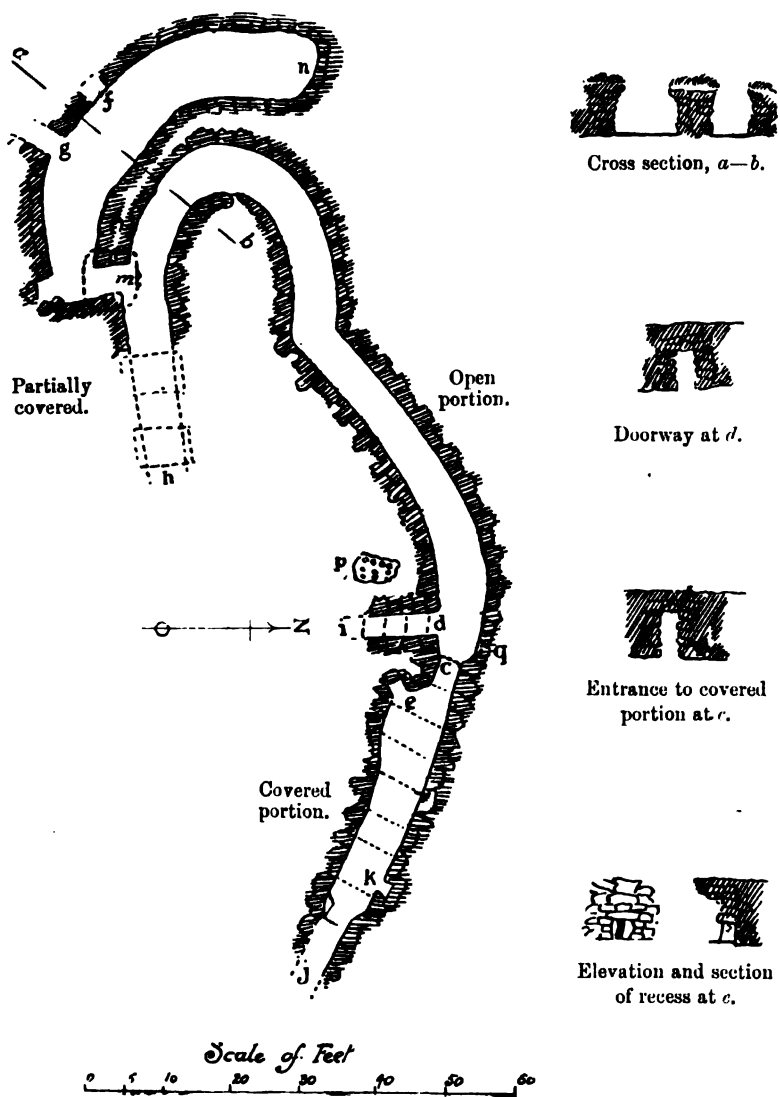 a
n
f
g
Cross section, a—b.
b
m
Partially
covered.
Open
portion.
Doorway at d.
h
p
i
d
Z
q
c
e
Entrance to covered
portion at c.
Covered
portion.
K
J
Elevation and section
of recess at e.
Scale of Feet
0 5 10 20 30 40 50 60